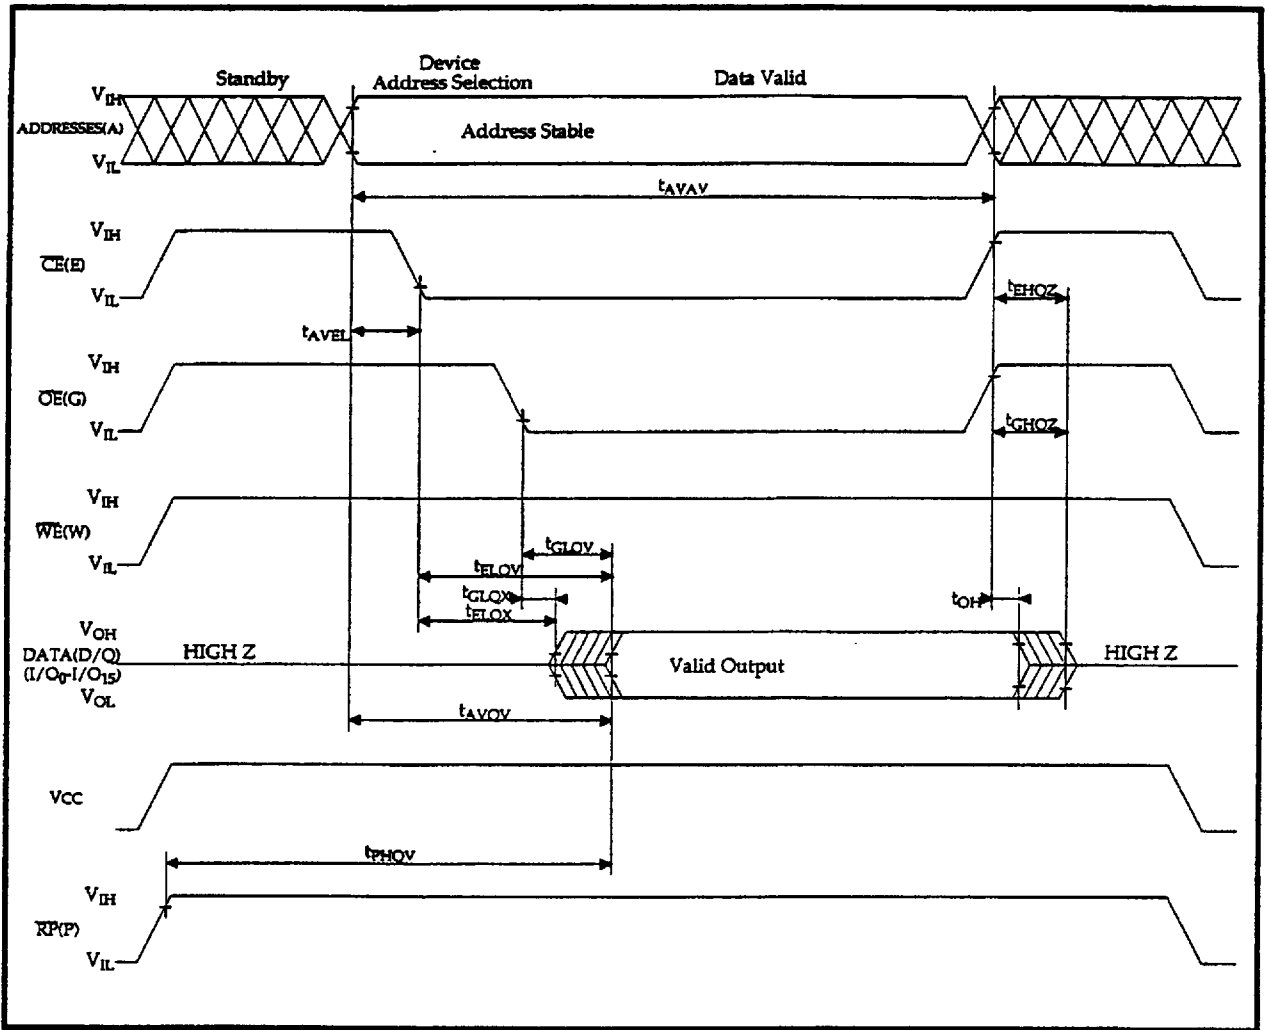 Standby
Device
Address Selection
Data Valid
VIH
ADDRESSES(A)
VIL
Address Stable
tAVAV
VIH
CE(E)
VIL
tEHQZ
tAVEL
VIH
OE(G)
VIL
tGHQZ
VIH
WE(W)
VIL
tGLQV
tELQV
tGLQX
tELQX
tOH
VOH
DATA(D/Q)
(I/O0-I/O15)
VOL
HIGH Z
Valid Output
HIGH Z
tAVQV
VCC
tPHQV
VIH
RP(P)
VIL